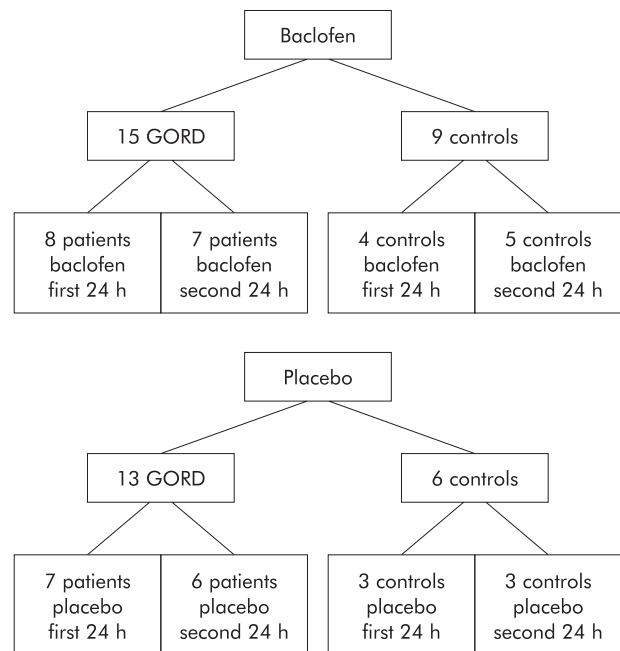 Baclofen
15 GORD
9 controls
8 patients
baclofen
first 24 h
7 patients
baclofen
second 24 h
4 controls
baclofen
first 24 h
5 controls
baclofen
second 24 h
Placebo
13 GORD
6 controls
7 patients
placebo
first 24 h
6 patients
placebo
second 24 h
3 controls
placebo
first 24 h
3 controls
placebo
second 24 h